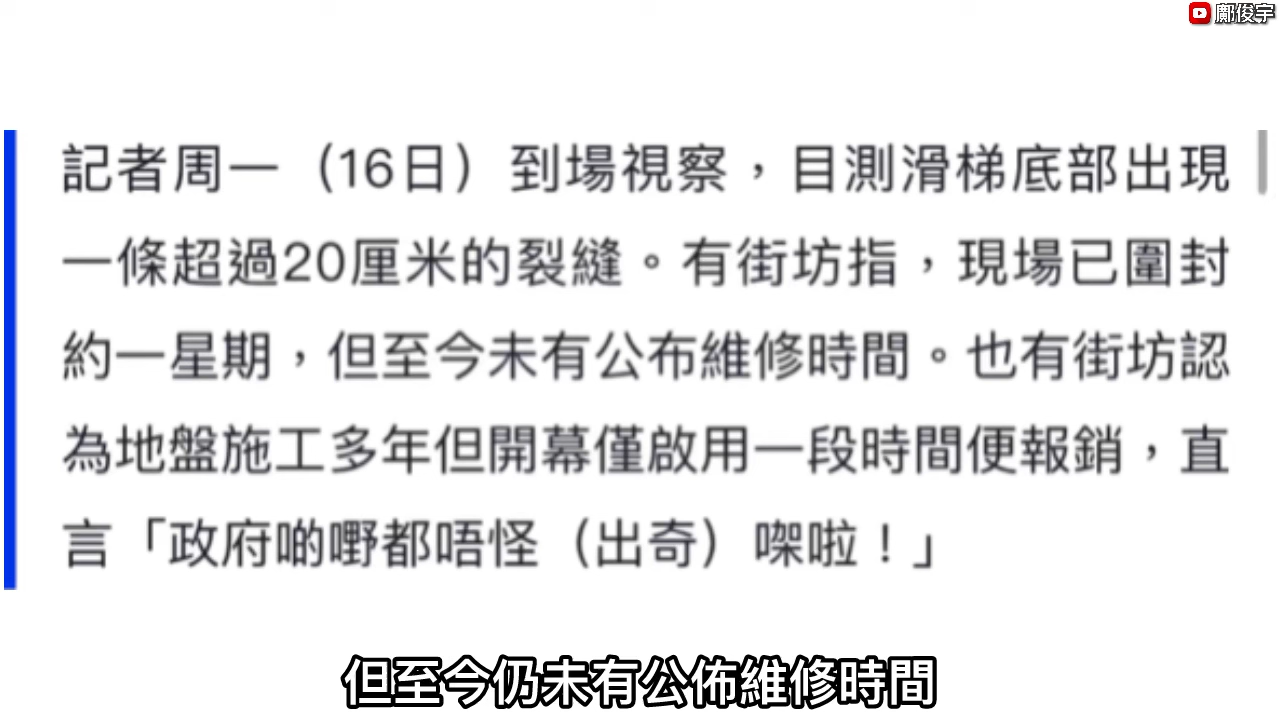 鄺俊宇
記者周一（16日）到場視察，目測滑梯底部出現
一條超過20厘米的裂縫。有街坊指，現場已圍封
約一星期，但至今未有公布維修時間。也有街坊認
為地盤施工多年但開幕僅啟用一段時間便報銷，直
言「政府啲嘢都唔怪（出奇）㗎啦！」
但至今仍未有公佈維修時間